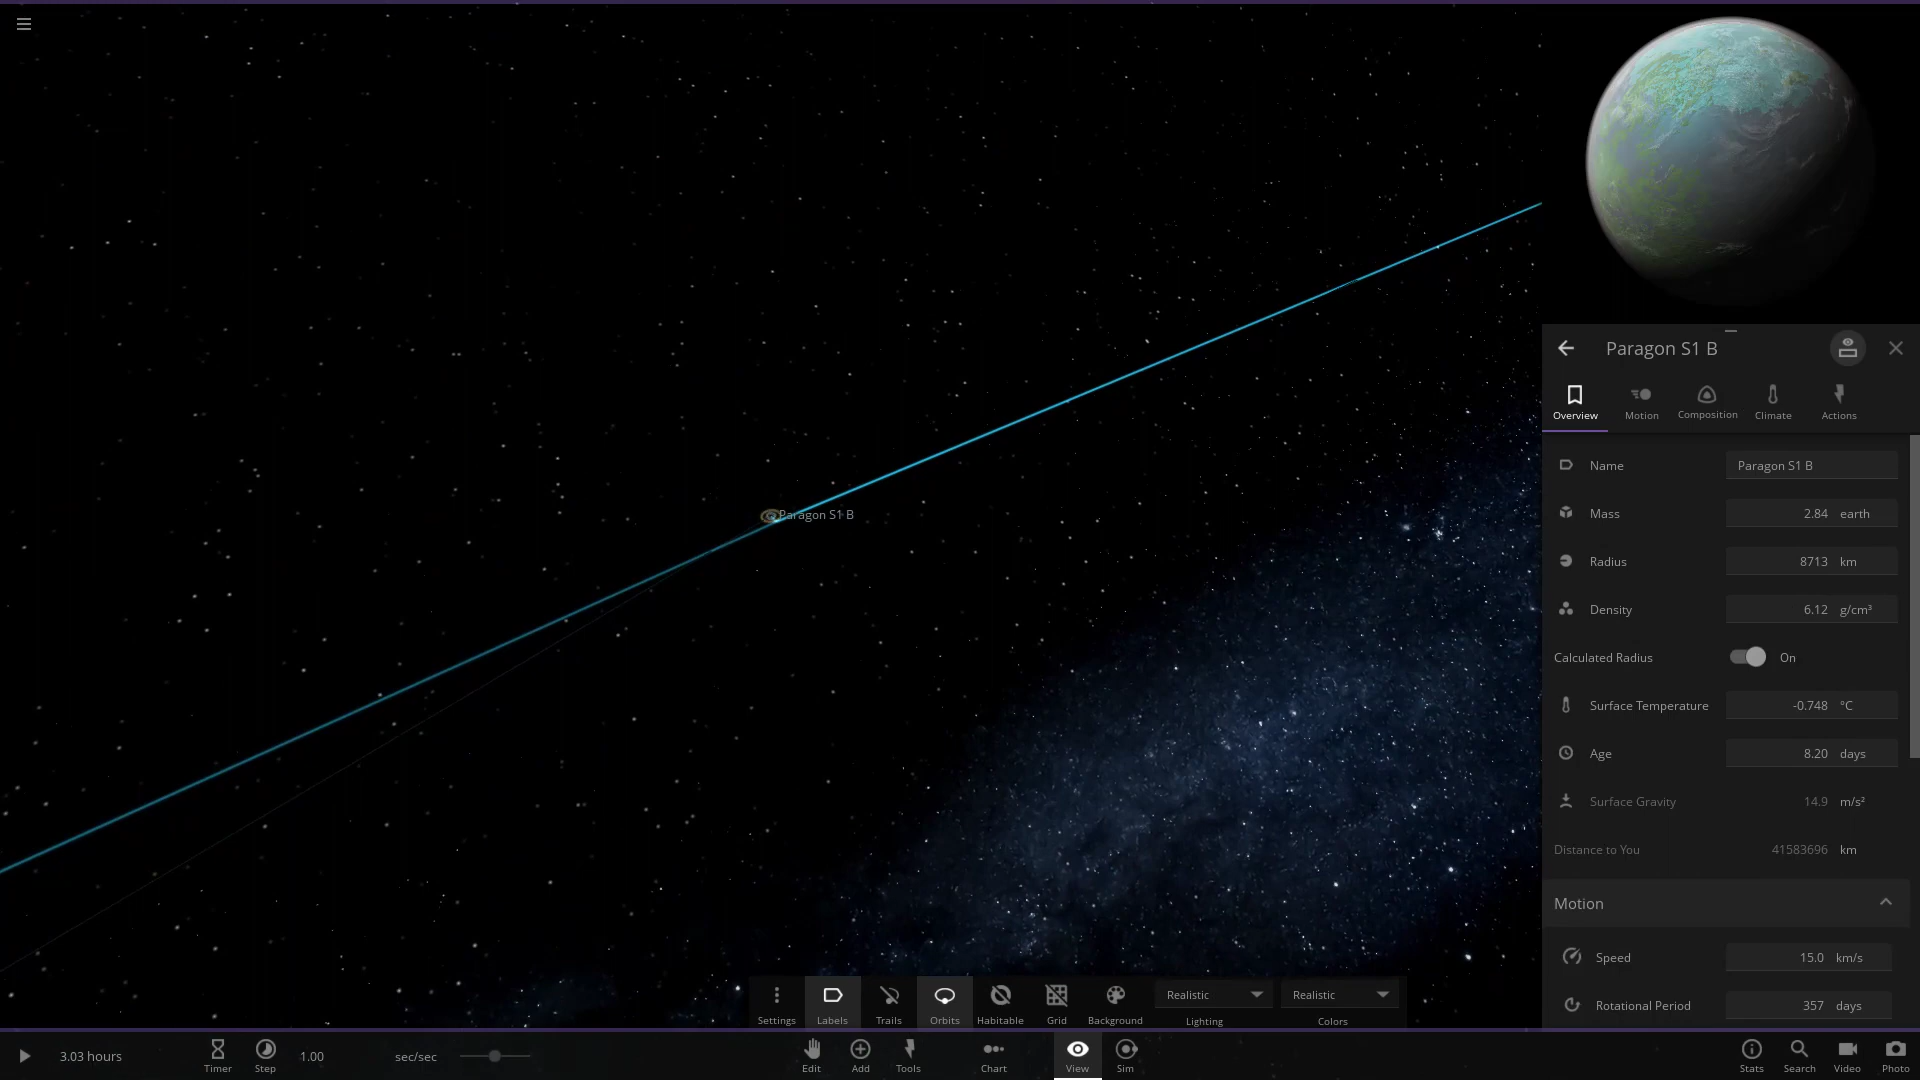 Paragon S1 B
Paragon S1 B
Overview
Motion
Composition
Climate
Actions
Name
Paragon S1 B
Mass
2.84 earth
Radius
8713 km
Density
6.12 g/cm³
Calculated Radius
On
Surface Temperature
-0.748 °C
Age
8.20 days
Surface Gravity
14.9 m/s²
Distance to You
41583696 km
Motion
Speed
15.0 km/s
Rotational Period
357 days
Settings
Labels
Trails
Orbits
Habitable
Grid
Background
Realistic
Lighting
Realistic
Colors
3.03 hours
Timer
Step
1.00
sec/sec
Edit
Add
Tools
Chart
View
Sim
Stats
Search
Video
Photo